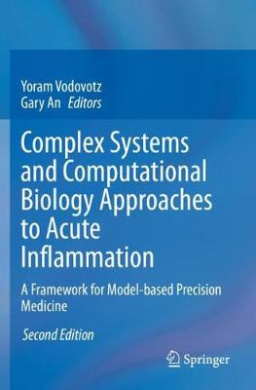 Yoram Vodovotz
Gary An Editors
Complex Systems
and Computational
Biology Approaches
to Acute
Inflammation
A Framework for Model-based Precision
Medicine
Second Edition
Springer